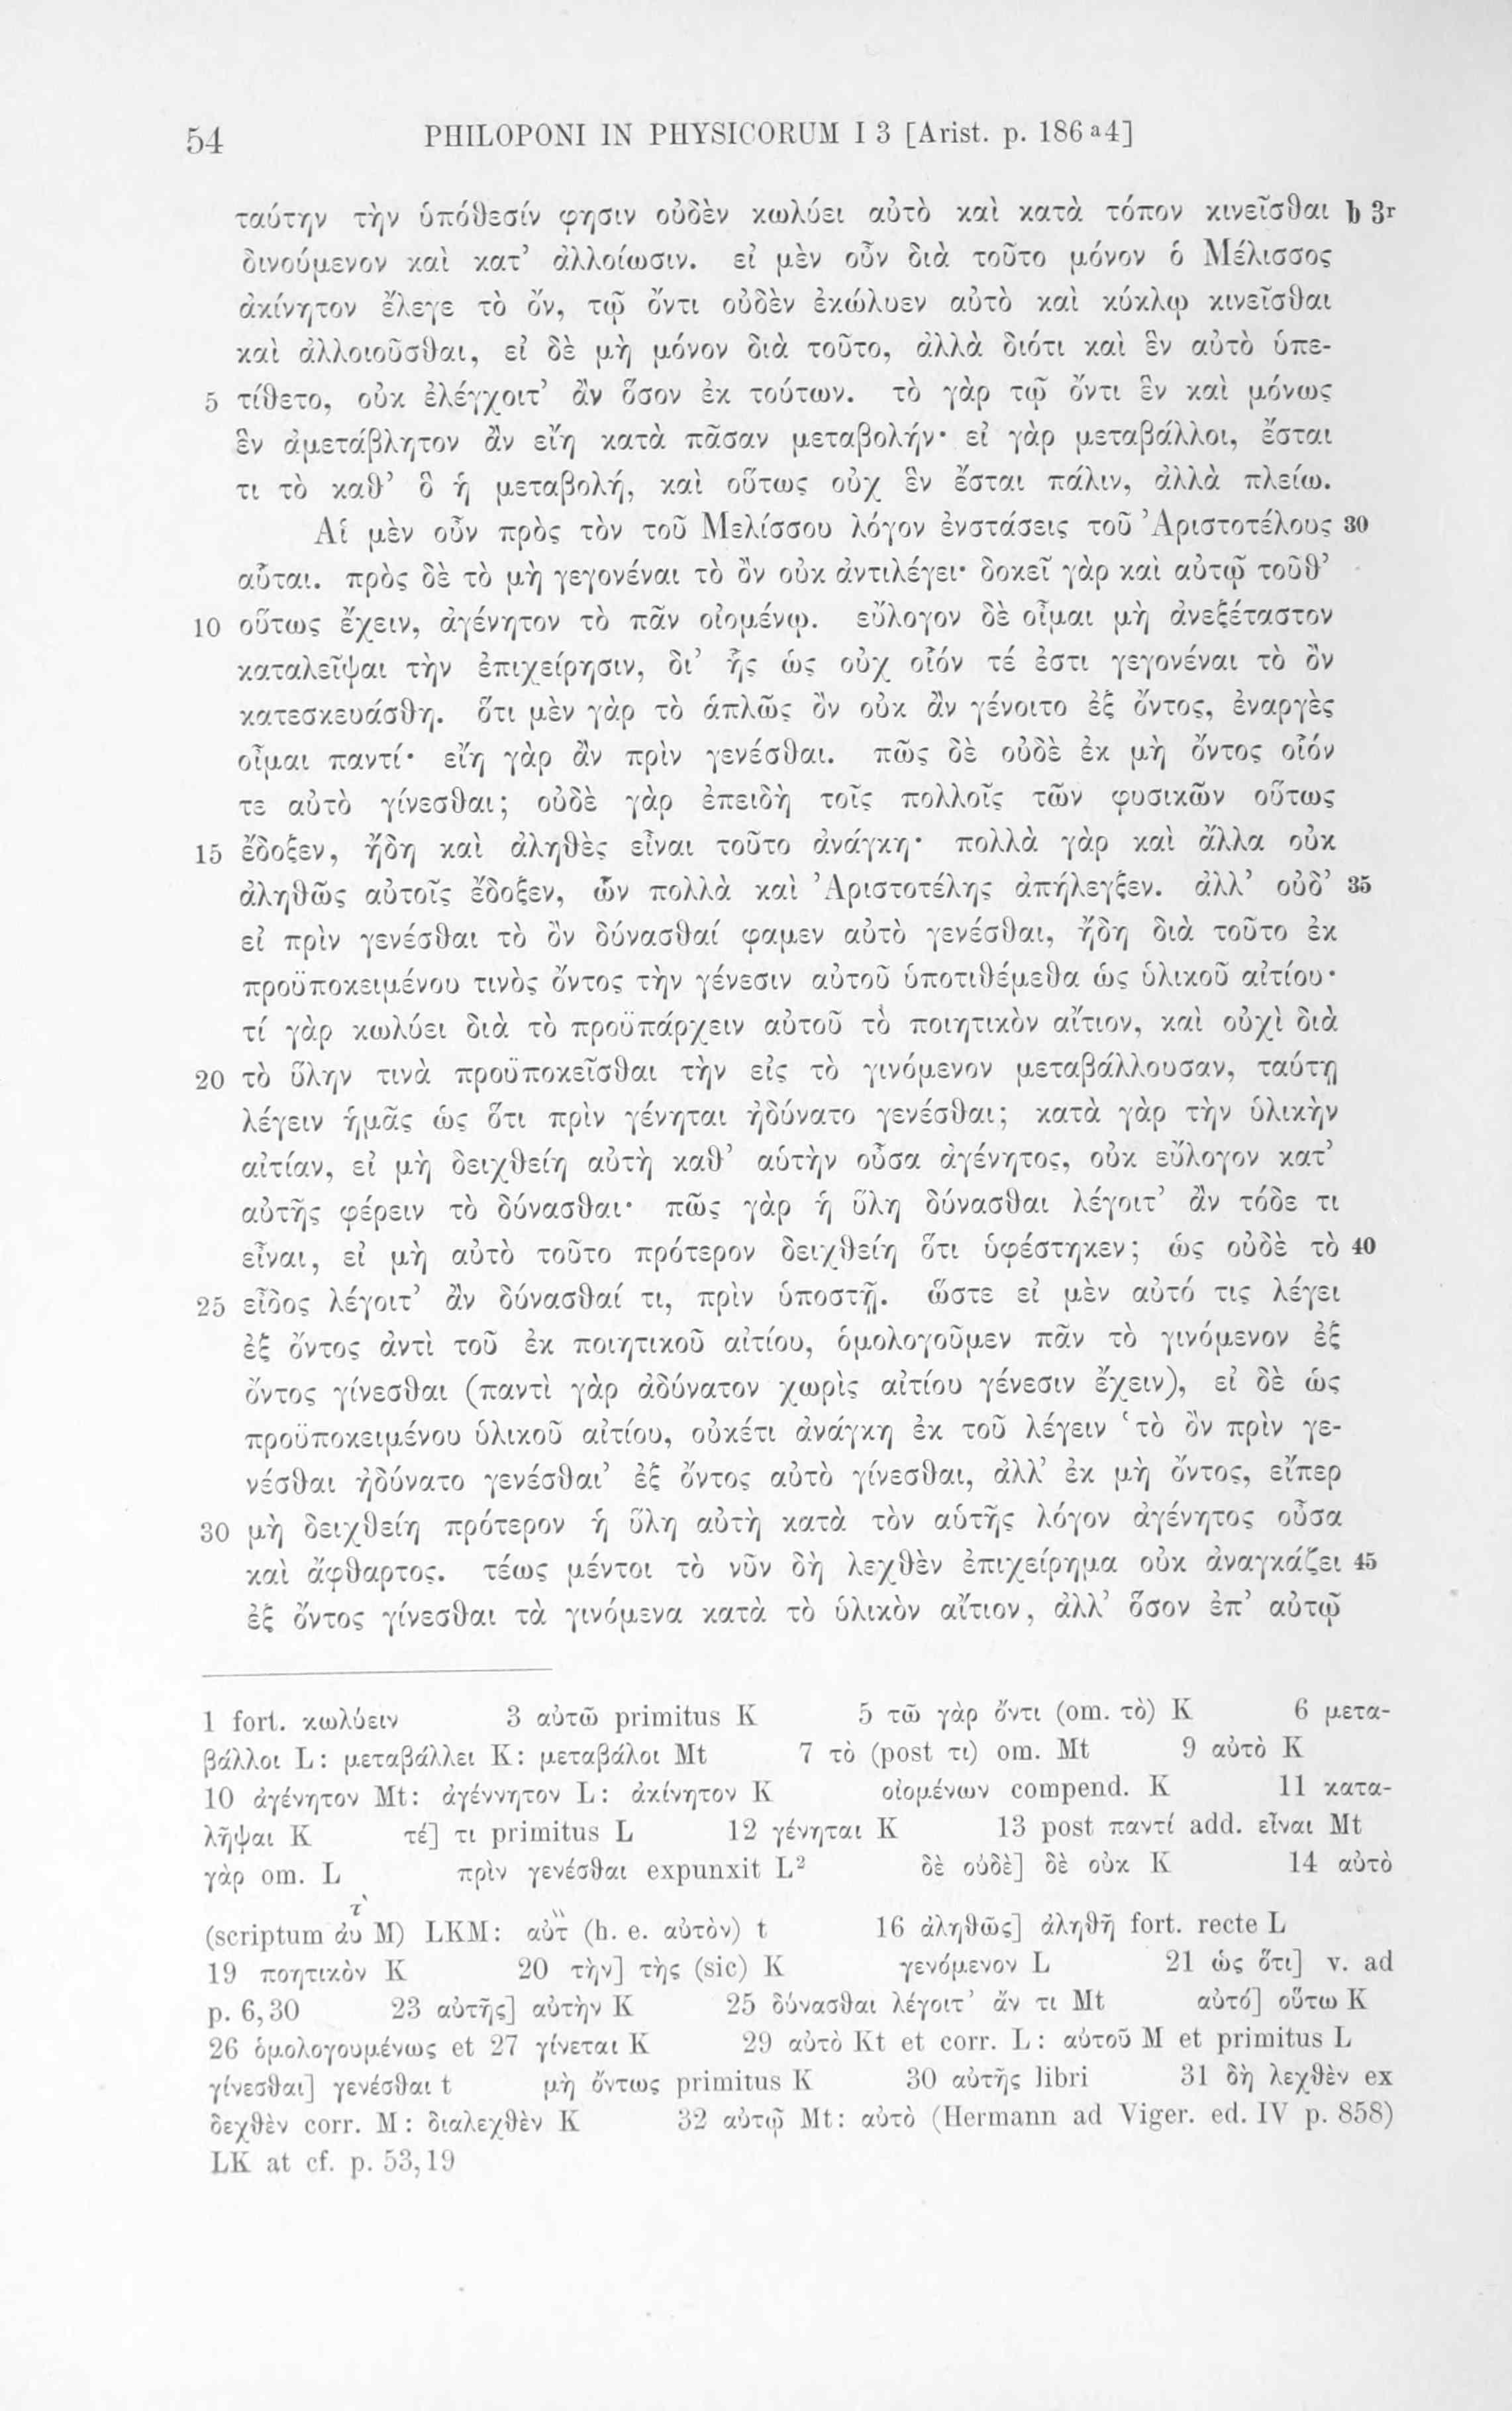 54 PHILOPONI IN PHYSICORUM I 3 [Arist. p. 186 a4]
ταύτην τὴν ὑπόθεσίν φησιν οὐδὲν κωλύει αὐτὸ καὶ κατὰ τόπον κινεῖσθαι b 3r
δινούμενον καὶ κατ’ ἀλλοίωσιν. εἰ μὲν οὖν διὰ τοῦτο μόνον ὁ Μέλισσος
ἀκίνητον ἔλεγε τὸ ὄν, τῷ ὄντι οὐδὲν ἐκώλυεν αὐτὸ καὶ κύκλῳ κινεῖσθαι
καὶ ἀλλοιοῦσθαι, εἰ δὲ μὴ μόνον διὰ τοῦτο, ἀλλὰ διότι καὶ ἓν αὐτὸ ὑπε-
5 τίθετο, οὐκ ἐλέγχοιτ’ ἂν ὅσον ἐκ τούτων. τὸ γὰρ τῷ ὄντι ἓν καὶ μόνως
ἓν ἀμετάβλητον ἂν εἴη κατὰ πᾶσαν μεταβολήν· εἰ γὰρ μεταβάλλοι, ἔσται
τι τὸ καθ’ ὃ ἡ μεταβολή, καὶ οὕτως οὐχ ἓν ἔσται πάλιν, ἀλλὰ πλείω.
Αἱ μὲν οὖν πρὸς τὸν τοῦ Μελίσσου λόγον ἐνστάσεις τοῦ Ἀριστοτέλους 30
αὗται. πρὸς δὲ τὸ μὴ γεγονέναι τὸ ὂν οὐκ ἀντιλέγει· δοκεῖ γὰρ καὶ αὐτῷ τοῦθ’
10 οὕτως ἔχειν, ἀγένητον τὸ πᾶν οἰομένῳ. εὔλογον δὲ οἶμαι μὴ ἀνεξέταστον
καταλεῖψαι τὴν ἐπιχείρησιν, δι’ ἧς ὡς οὐχ οἷόν τέ ἐστι γεγονέναι τὸ ὂν
κατεσκευάσθη. ὅτι μὲν γὰρ τὸ ἁπλῶς ὂν οὐκ ἂν γένοιτο ἐξ ὄντος, ἐναργὲς
οἶμαι παντί· εἴη γὰρ ἂν πρὶν γενέσθαι. πῶς δὲ οὐδὲ ἐκ μὴ ὄντος οἷόν
τε αὐτὸ γίνεσθαι; οὐδὲ γὰρ ἐπειδὴ τοῖς πολλοῖς τῶν φυσικῶν οὕτως
15 ἔδοξεν, ἤδη καὶ ἀληθὲς εἶναι τοῦτο ἀνάγκη· πολλὰ γὰρ καὶ ἄλλα οὐκ
ἀληθῶς αὐτοῖς ἔδοξεν, ὧν πολλὰ καὶ Ἀριστοτέλης ἀπήλεγξεν. ἀλλ’ οὐδ’ 35
εἰ πρὶν γενέσθαι τὸ ὂν δύνασθαί φαμεν αὐτὸ γενέσθαι, ἤδη διὰ τοῦτο ἐκ
προϋποκειμένου τινὸς ὄντος τὴν γένεσιν αὐτοῦ ὑποτιθέμεθα ὡς ὑλικοῦ αἰτίου·
τί γὰρ κωλύει διὰ τὸ προϋπάρχειν αὐτοῦ τὸ ποιητικὸν αἴτιον, καὶ οὐχὶ διὰ
20 τὸ ὕλην τινὰ προϋποκεῖσθαι τὴν εἰς τὸ γινόμενον μεταβάλλουσαν, ταύτῃ
λέγειν ἡμᾶς ὡς ὅτι πρὶν γένηται ἠδύνατο γενέσθαι; κατὰ γὰρ τὴν ὑλικὴν
αἰτίαν, εἰ μὴ δειχθείη αὐτὴ καθ’ αὑτὴν οὖσα ἀγένητος, οὐκ εὔλογον κατ’
αὐτῆς φέρειν τὸ δύνασθαι· πῶς γὰρ ἡ ὕλη δύνασθαι λέγοιτ’ ἂν τόδε τι
εἶναι, εἰ μὴ αὐτὸ τοῦτο πρότερον δειχθείη ὅτι ὑφέστηκεν; ὡς οὐδὲ τὸ 40
25 εἶδος λέγοιτ’ ἂν δύνασθαί τι, πρὶν ὑποστῇ. ὥστε εἰ μὲν αὐτό τις λέγει
ἐξ ὄντος ἀντὶ τοῦ ἐκ ποιητικοῦ αἰτίου, ὁμολογοῦμεν πᾶν τὸ γινόμενον ἐξ
ὄντος γίνεσθαι (παντὶ γὰρ ἀδύνατον χωρὶς αἰτίου γένεσιν ἔχειν), εἰ δὲ ὡς
προϋποκειμένου ὑλικοῦ αἰτίου, οὐκέτι ἀνάγκη ἐκ τοῦ λέγειν ‘τὸ ὂν πρὶν γε-
νέσθαι ἠδύνατο γενέσθαι’ ἐξ ὄντος αὐτὸ γίνεσθαι, ἀλλ’ ἐκ μὴ ὄντος, εἴπερ
30 μὴ δειχθείη πρότερον ἡ ὕλη αὐτὴ κατὰ τὸν αὑτῆς λόγον ἀγένητος οὖσα
καὶ ἄφθαρτος. τέως μέντοι τὸ νῦν δὴ λεχθὲν ἐπιχείρημα οὐκ ἀναγκάζει 45
ἐξ ὄντος γίνεσθαι τὰ γινόμενα κατὰ τὸ ὑλικὸν αἴτιον, ἀλλ’ ὅσον ἐπ’ αὐτῷ
1 fort. κωλύειν 3 αὐτῶ primitus K 5 τῶ γὰρ ὄντι (om. τὸ) K 6 μετα-
βάλλοι L: μεταβάλλει K: μεταβάλοι Mt 7 τὸ (post τι) om. Mt 9 αὐτὸ K
10 ἀγένητον Mt: ἀγέννητον L: ἀκίνητον K οἰομένων compend. K 11 κατα-
λῆψαι K τέ] τι primitus L 12 γένηται K 13 post παντί add. εἶναι Mt
γὰρ om. L πρὶν γενέσθαι expunxit L² δὲ οὐδὲ] δὲ οὐκ K 14 αὐτὸ
(scriptum ἀυτ̀ M) LKM: αὐτ̏ (h. e. αὐτὸν) t 16 ἀληθῶς] ἀληθῆ fort. recte L
19 ποητικὸν K 20 τὴν] τῆς (sic) K γενόμενον L 21 ὡς ὅτι] v. ad
p. 6,30 23 αὐτῆς] αὐτὴν K 25 δύνασθαι λέγοιτ’ ἄν τι Mt αὐτό] οὕτω K
26 ὁμολογουμένως et 27 γίνεται K 29 αὐτὸ Kt et corr. L: αὐτοῦ M et primitus L
γίνεσθαι] γενέσθαι t μὴ ὄντως primitus K 30 αὐτῆς libri 31 δὴ λεχθὲν ex
δεχθὲν corr. M: διαλεχθὲν K 32 αὐτῷ Mt: αὐτὸ (Hermann ad Viger. ed. IV p. 858)
LK at cf. p. 53,19